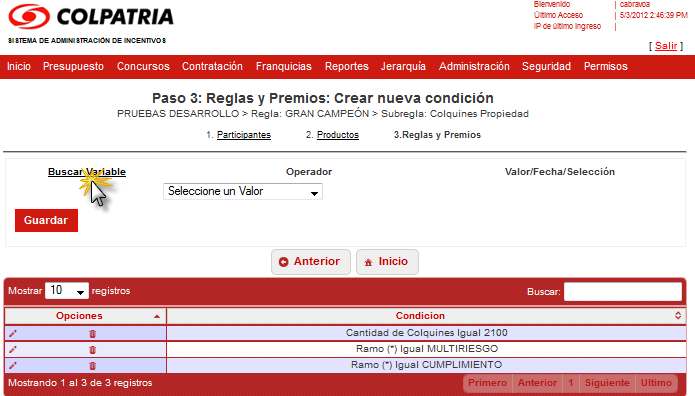 COLPATRIA
SISTEMA DE ADMINISTRACIÓN DE INCENTIVOS
Bienvenido | cabravoa
Último Acceso | 5/3/2012 2:46:39 PM
IP de último Ingreso |
[ Salir ]
Inicio Presupuesto Concursos Contratación Franquicias Reportes Jerarquía Administración Seguridad Permisos
Paso 3: Reglas y Premios: Crear nueva condición
PRUEBAS DESARROLLO > Regla: GRAN CAMPEÓN > Subregla: Colquines Propiedad
1. Participantes 2. Productos 3.Reglas y Premios
Buscar Variable Operador Valor/Fecha/Selección
Seleccione un Valor
Guardar
Anterior Inicio
Mostrar 10 registros Buscar:
Opciones Condicion
Cantidad de Colquines Igual 2100
Ramo (*) Igual MULTIRIESGO
Ramo (*) Igual CUMPLIMIENTO
Mostrando 1 al 3 de 3 registros Primero Anterior 1 Siguiente Ultimo